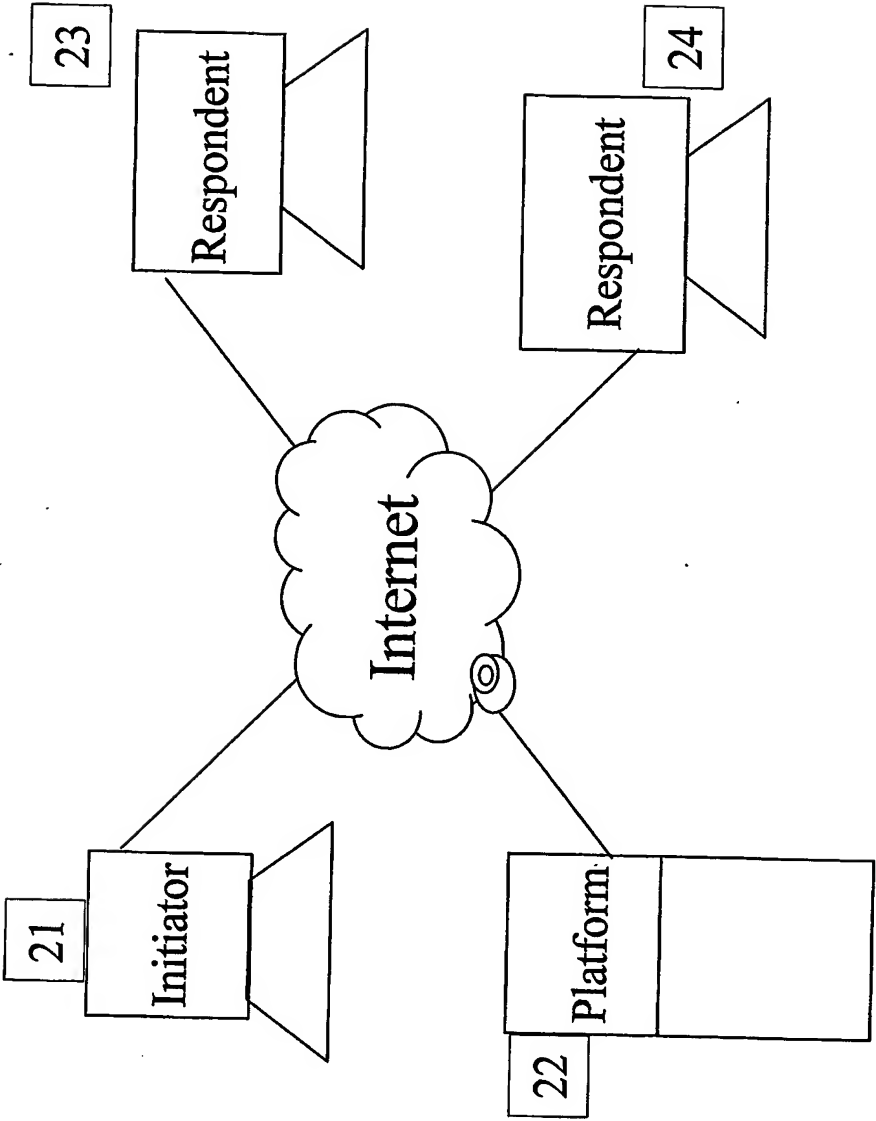 21
Initiator
23
Respondent
Internet
22
Platform
24
Respondent